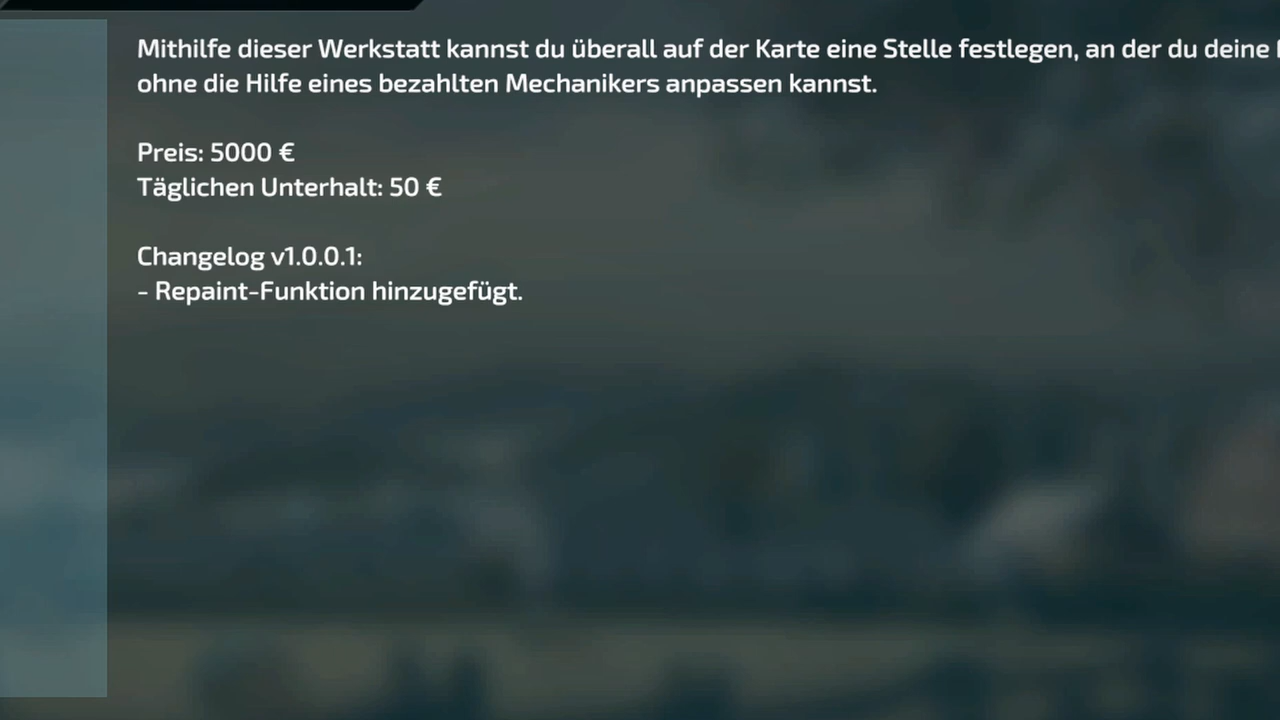 Mithilfe dieser Werkstatt kannst du überall auf der Karte eine Stelle festlegen, an der du deine
ohne die Hilfe eines bezahlten Mechanikers anpassen kannst.
Preis: 5000 €
Täglichen Unterhalt: 50 €
Changelog v1.0.0.1:
- Repaint-Funktion hinzugefügt.